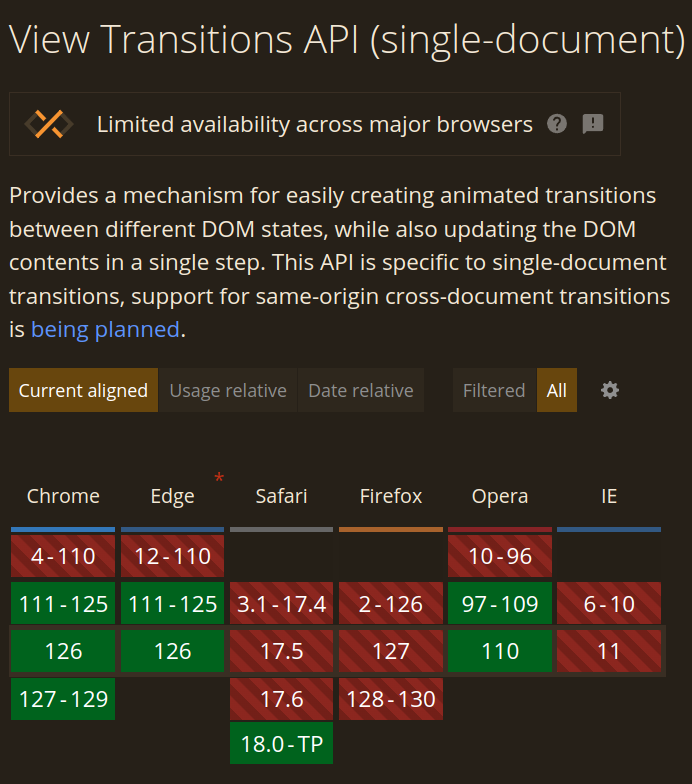 View Transitions API (single-document)
Limited availability across major browsers
Provides a mechanism for easily creating animated transitions
between different DOM states, while also updating the DOM
contents in a single step. This API is specific to single-document
transitions, support for same-origin cross-document transitions
is being planned.
Current aligned Usage relative Date relative Filtered All
Chrome Edge * Safari Firefox Opera IE
4-110 12-110 10-96
111-125 111-125 3.1-17.4 2-126 97-109 6-10
126 126 17.5 127 110 11
127-129 17.6 128-130
18.0-TP